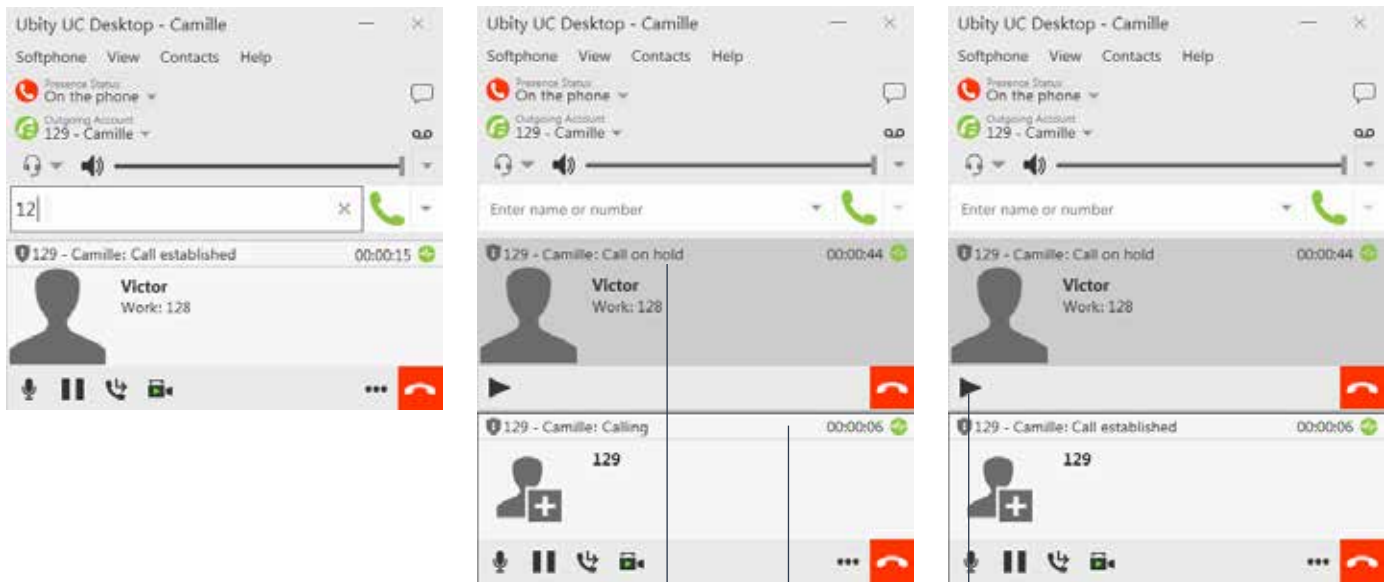 Ubity UC Desktop - Camille
Softphone View Contacts Help
Presence Status
On the phone
Outgoing Account
129 - Camille
12
129 - Camille: Call established 00:00:15
Victor
Work: 128
Ubity UC Desktop - Camille
Softphone View Contacts Help
Presence Status
On the phone
Outgoing Account
129 - Camille
Enter name or number
129 - Camille: Call on hold 00:00:44
Victor
Work: 128
129 - Camille: Calling 00:00:06
129
Ubity UC Desktop - Camille
Softphone View Contacts Help
Presence Status
On the phone
Outgoing Account
129 - Camille
Enter name or number
129 - Camille: Call on hold 00:00:44
Victor
Work: 128
129 - Camille: Call established 00:00:06
129